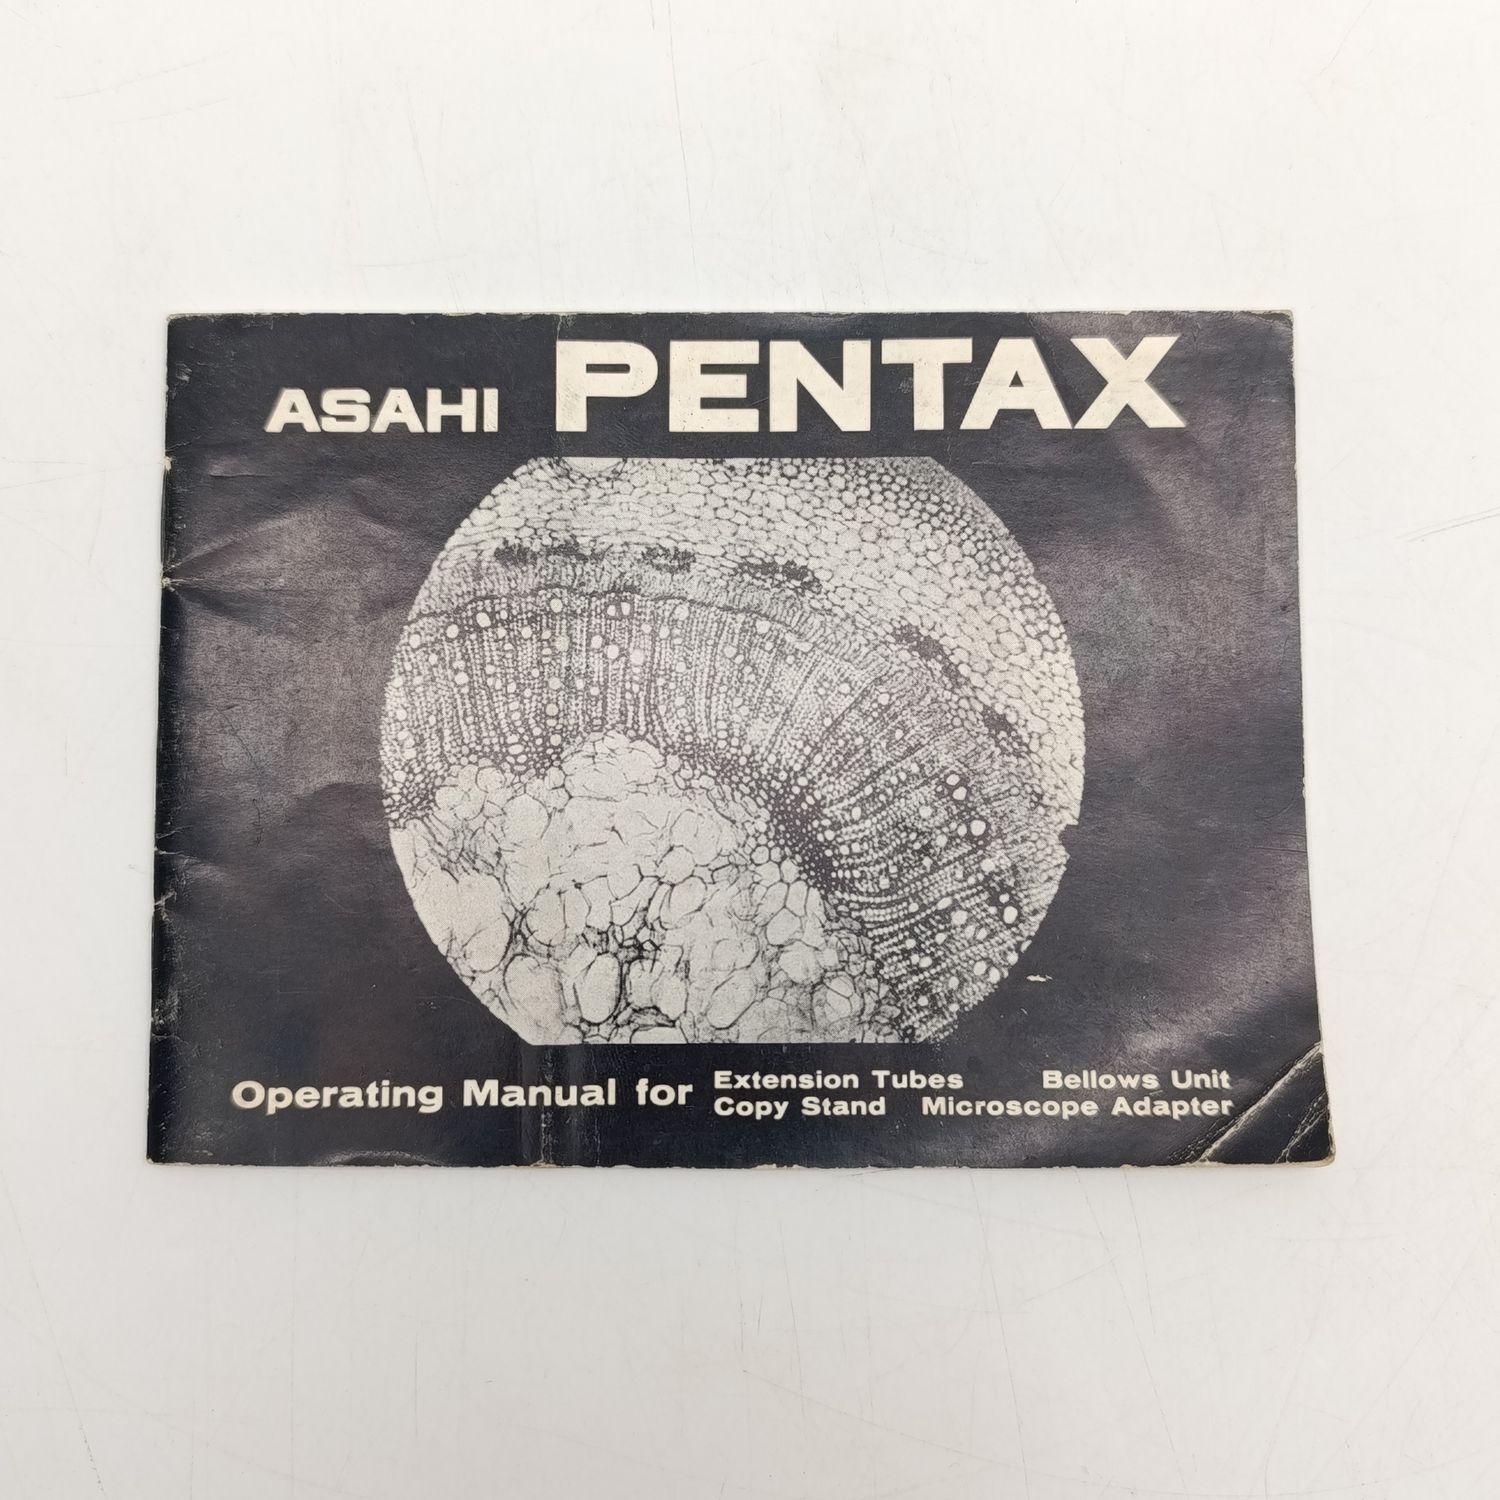 ASAHI PENTAX
Operating Manual for
Extension Tubes Bellows Unit
Copy Stand Microscope Adapter